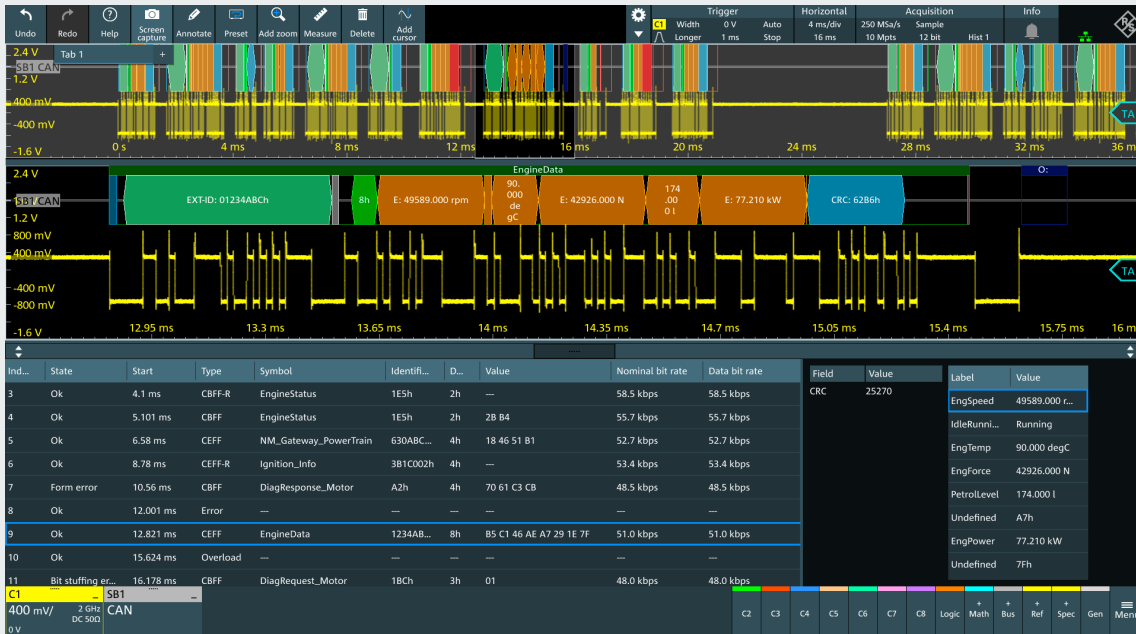 Undo Redo Help Screen capture Annotate Preset Add zoom Measure Delete Add cursor
Trigger Horizontal Acquisition Info
C1 Width 0 V Auto 4 ms/div 250 MSa/s Sample
Longer 1 ms Stop 16 ms 10 Mpts 12 bit Hist 1
2.4 V Tab 1 +
SB1 CAN
1.2 V
400 mV
TA
-400 mV
-1.6 V 0 s 4 ms 8 ms 12 ms 16 ms 20 ms 24 ms 28 ms 32 ms 36 m
2.4 V EngineData O:
SB1 CAN EXT-ID: 01234ABCh 8h E: 49589.000 rpm 90.000 degC E: 42926.000 N 174.000 l E: 77.210 kW CRC: 62B6h
1.2 V
800 mV
400 mV
TA
-400 mV
-800 mV
-1.6 V 12.95 ms 13.3 ms 13.65 ms 14 ms 14.35 ms 14.7 ms 15.05 ms 15.4 ms 15.75 ms 16 m
Ind... State Start Type Symbol Identifi... D... Value Nominal bit rate Data bit rate
3 Ok 4.1 ms CBFF-R EngineStatus 1E5h 2h --- 58.5 kbps 58.5 kbps
4 Ok 5.101 ms CBFF EngineStatus 1E5h 2h 2B B4 55.7 kbps 55.7 kbps
5 Ok 6.58 ms CEFF NM_Gateway_PowerTrain 630ABC... 4h 18 46 51 B1 52.7 kbps 52.7 kbps
6 Ok 8.78 ms CEFF-R Ignition_Info 3B1C002h 4h --- 53.4 kbps 53.4 kbps
7 Form error 10.56 ms CBFF DiagResponse_Motor A2h 4h 70 61 C3 CB 48.5 kbps 48.5 kbps
8 Ok 12.001 ms Error --- --- --- --- --- ---
9 Ok 12.821 ms CEFF EngineData 1234AB... 8h B5 C1 46 AE A7 29 1E 7F 51.0 kbps 51.0 kbps
10 Ok 15.624 ms Overload --- --- --- --- --- ---
11 Bit stuffing er... 16.178 ms CBFF DiagRequest_Motor 1BCh 3h 01 48.0 kbps 48.0 kbps
Field Value
CRC 25270
Label Value
EngSpeed 49589.000 r...
IdleRunni... Running
EngTemp 90.000 degC
EngForce 42926.000 N
PetrolLevel 174.000 l
Undefined A7h
EngPower 77.210 kW
Undefined 7Fh
C1 SB1
400 mV/ 2 GHz CAN
DC 50Ω
0 V
C2 C3 C4 C5 C6 C7 C8 Logic + Math + Bus + Ref + Spec Gen Menu